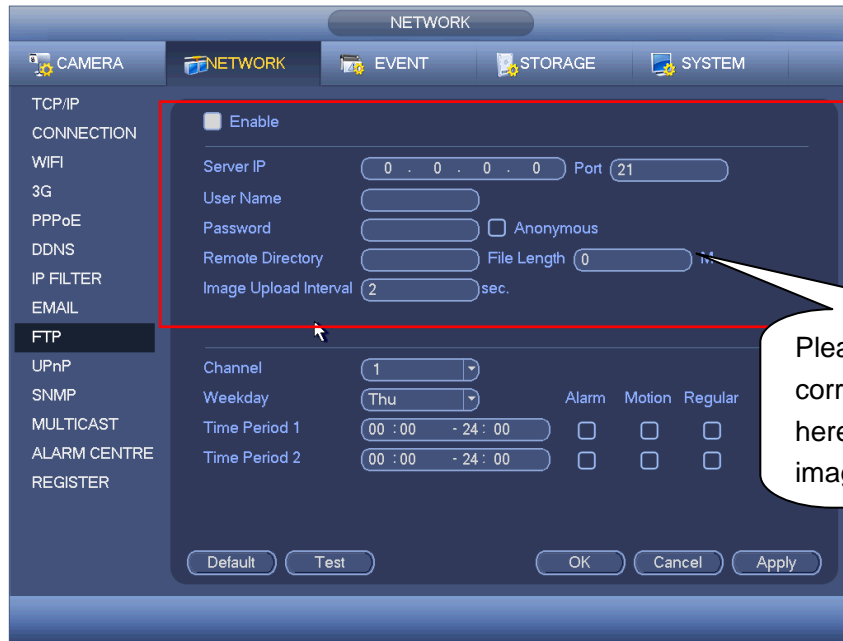 NETWORK
CAMERA NETWORK EVENT STORAGE SYSTEM
TCP/IP
CONNECTION
WIFI
3G
PPPoE
DDNS
IP FILTER
EMAIL
FTP
UPnP
SNMP
MULTICAST
ALARM CENTRE
REGISTER
Enable
Server IP 0 . 0 . 0 . 0 Port 21
User Name
Password Anonymous
Remote Directory File Length 0 M
Image Upload Interval 2 sec.
Channel 1
Weekday Thu Alarm Motion Regular
Time Period 1 00 :00 - 24 : 00
Time Period 2 00 :00 - 24 : 00
Default Test OK Cancel Apply